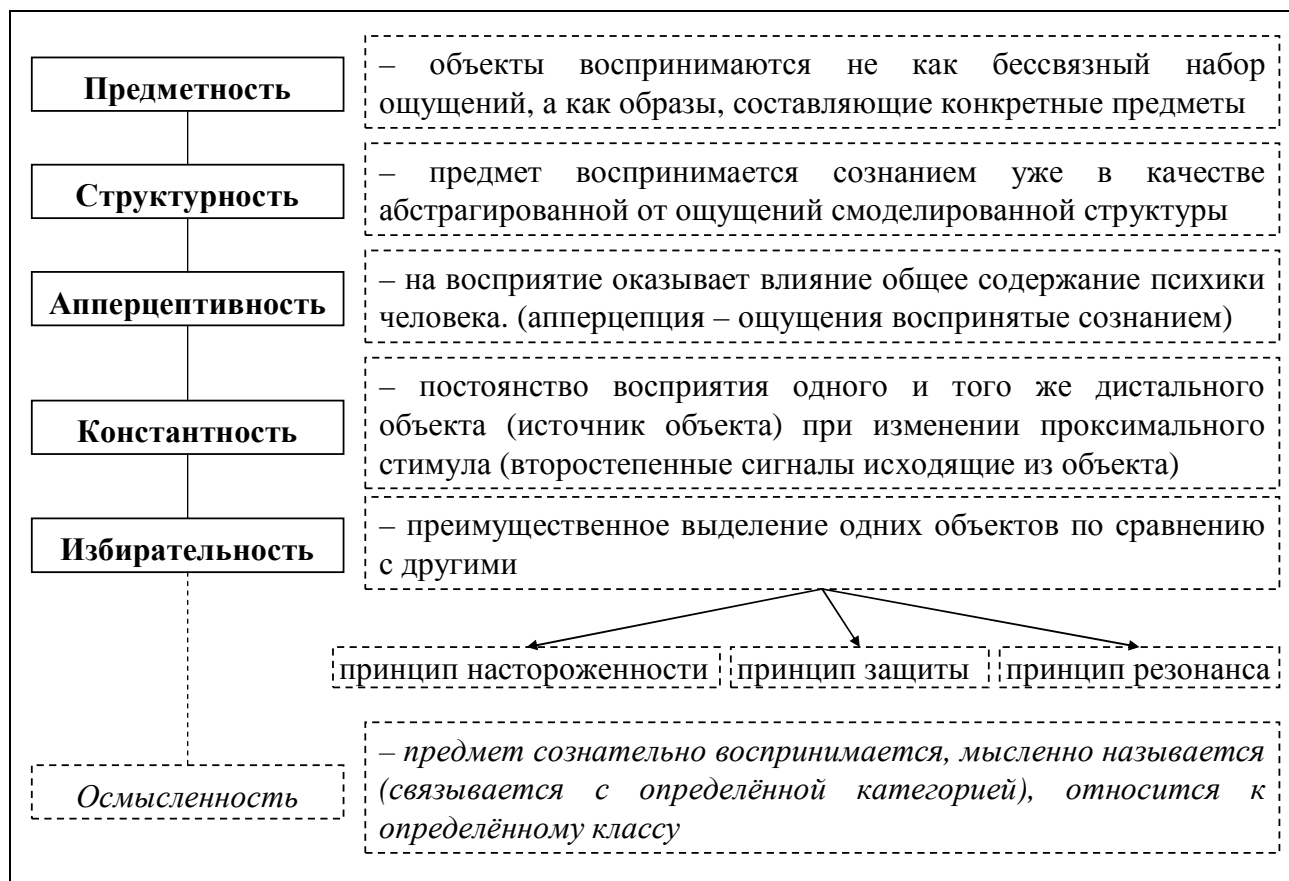 Предметность
– объекты воспринимаются не как бессвязный набор
ощущений, а как образы, составляющие конкретные предметы
Структурность
– предмет воспринимается сознанием уже в качестве
абстрагированной от ощущений смоделированной структуры
Апперцептивность
– на восприятие оказывает влияние общее содержание психики
человека. (апперцепция – ощущения воспринятые сознанием)
Константность
– постоянство восприятия одного и того же дистального
объекта (источник объекта) при изменении проксимального
стимула (второстепенные сигналы исходящие из объекта)
Избирательность
– преимущественное выделение одних объектов по сравнению
с другими
принцип настороженности
принцип защиты
принцип резонанса
Осмысленность
– предмет сознательно воспринимается, мысленно называется
(связывается с определённой категорией), относится к
определённому классу